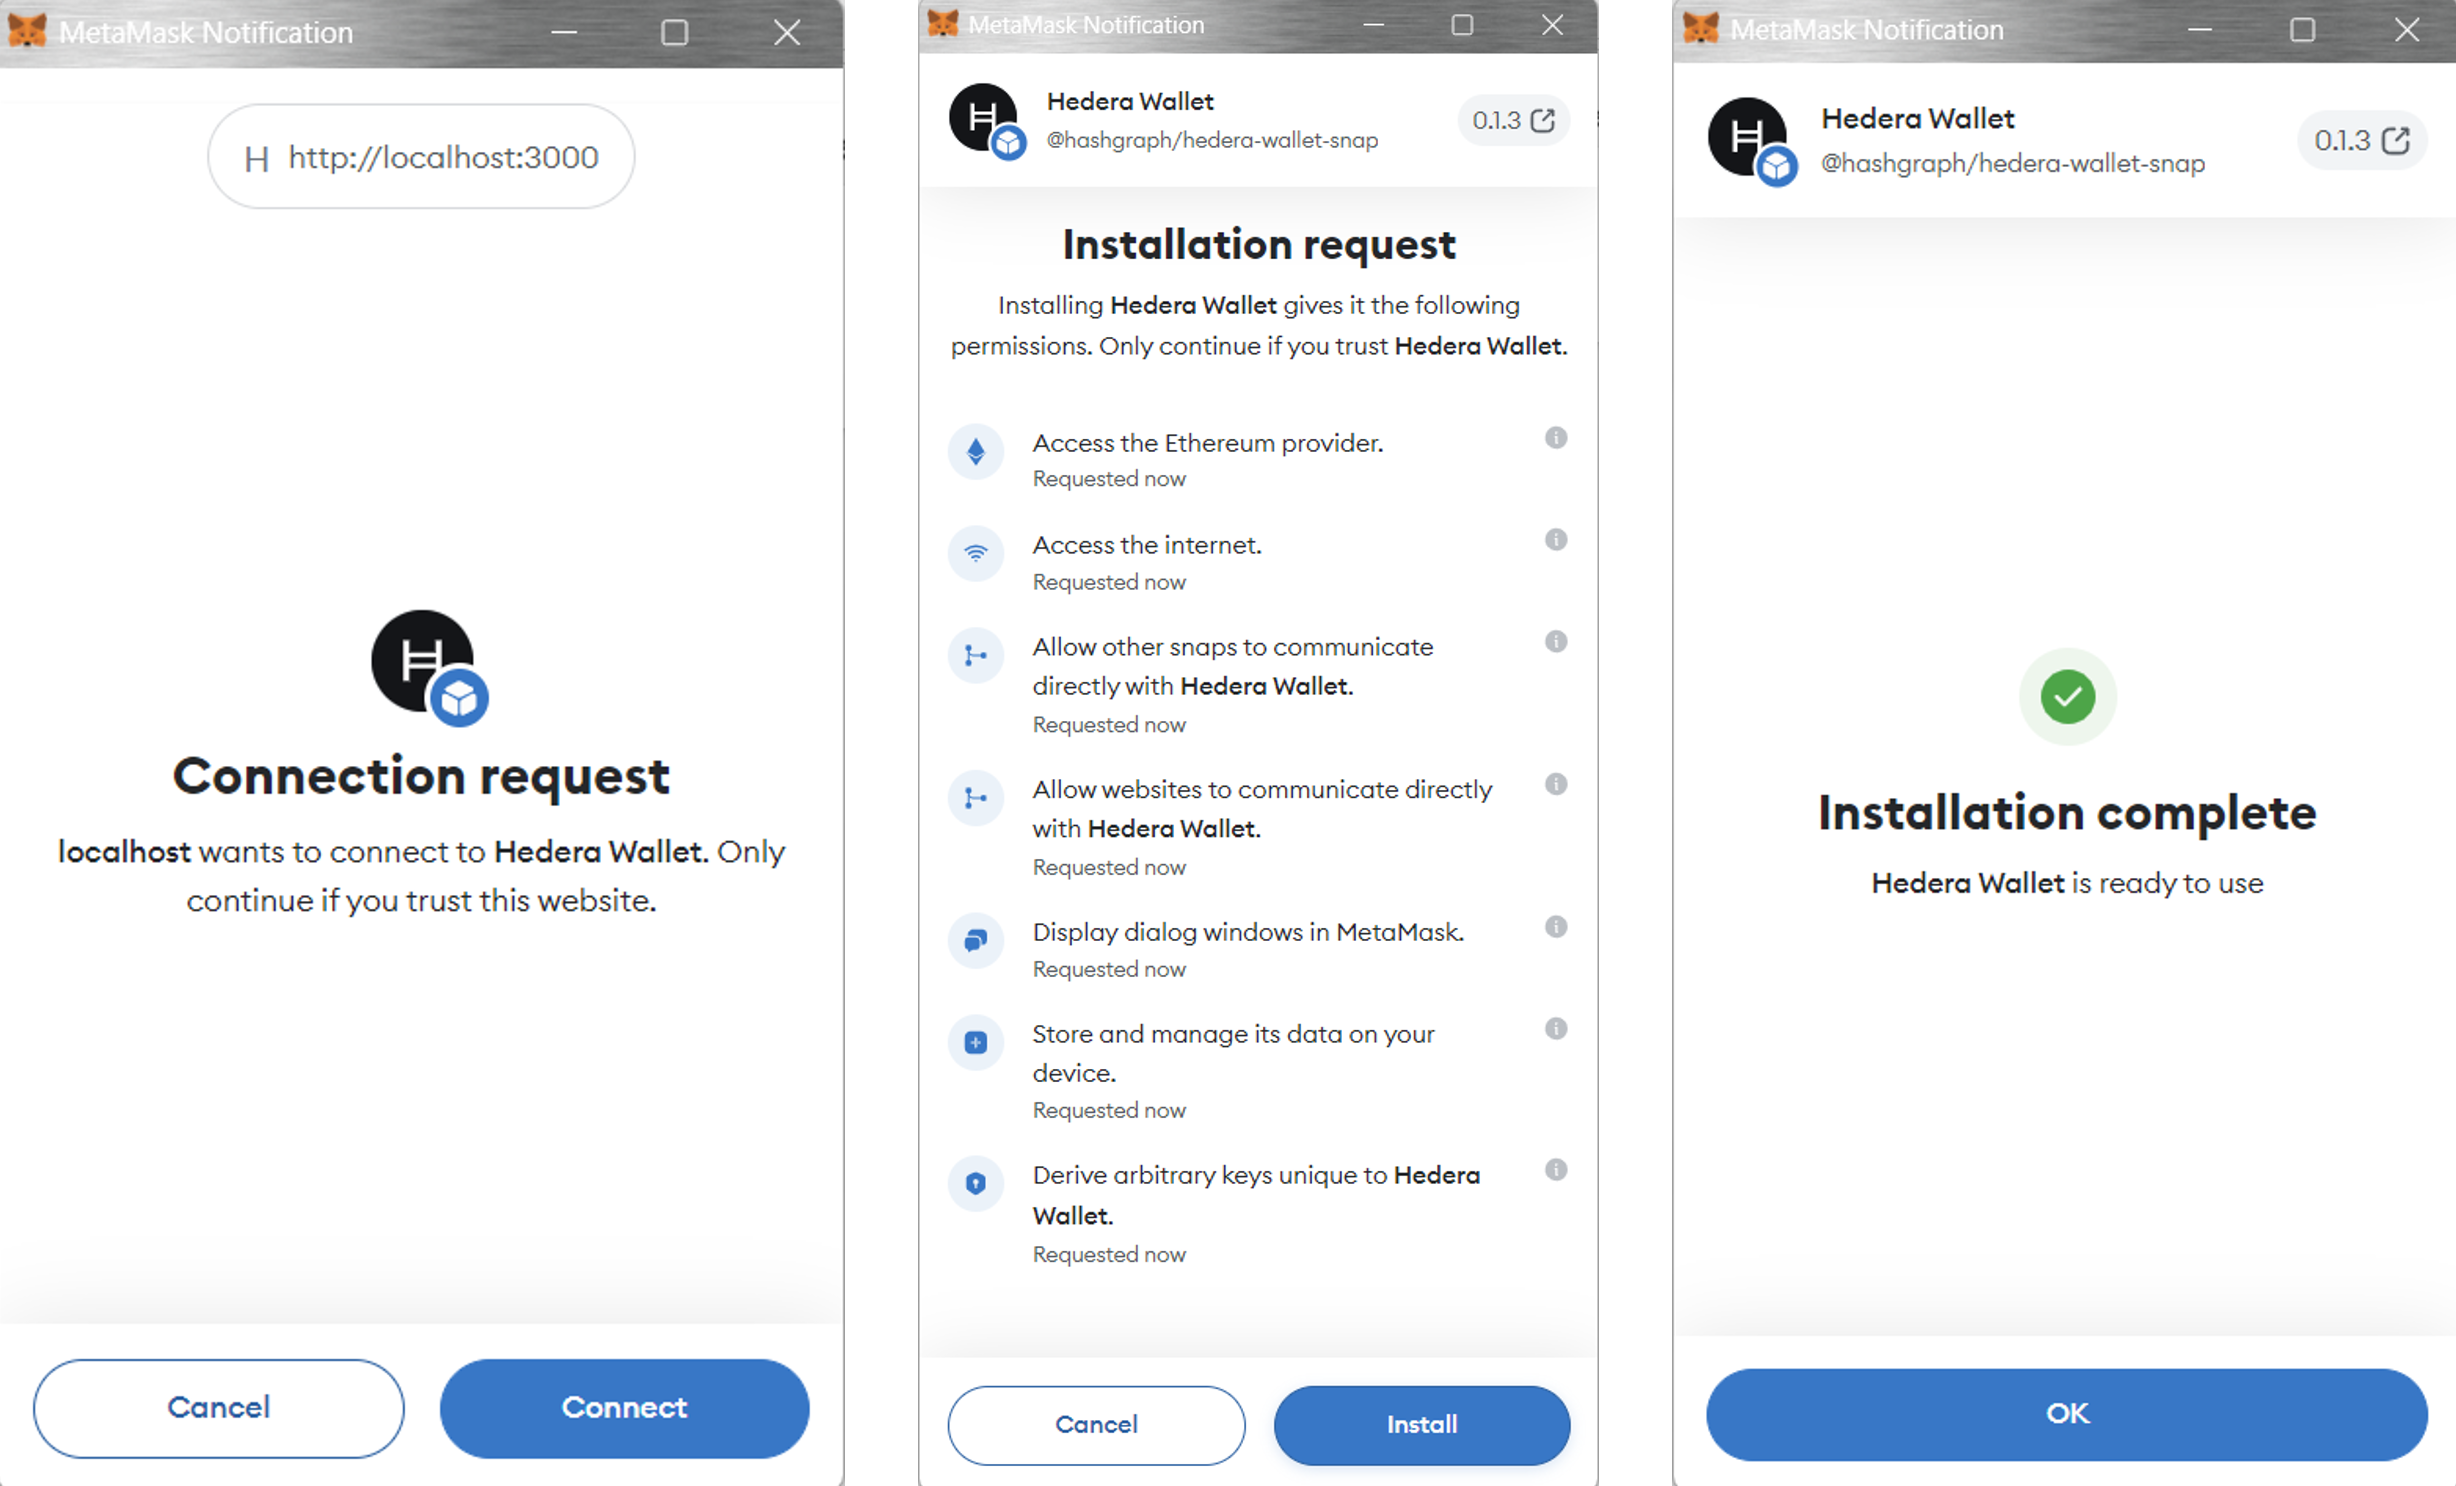 MetaMask Notification
H http://localhost:3000
Connection request
localhost wants to connect to Hedera Wallet. Only
continue if you trust this website.
Cancel
Connect
MetaMask Notification
Hedera Wallet
@hashgraph/hedera-wallet-snap
0.1.3
Installation request
Installing Hedera Wallet gives it the following
permissions. Only continue if you trust Hedera Wallet.
Access the Ethereum provider.
Requested now
Access the internet.
Requested now
Allow other snaps to communicate
directly with Hedera Wallet.
Requested now
Allow websites to communicate directly
with Hedera Wallet.
Requested now
Display dialog windows in MetaMask.
Requested now
Store and manage its data on your
device.
Requested now
Derive arbitrary keys unique to Hedera
Wallet.
Requested now
Cancel
Install
MetaMask Notification
Hedera Wallet
@hashgraph/hedera-wallet-snap
0.1.3
Installation complete
Hedera Wallet is ready to use
OK